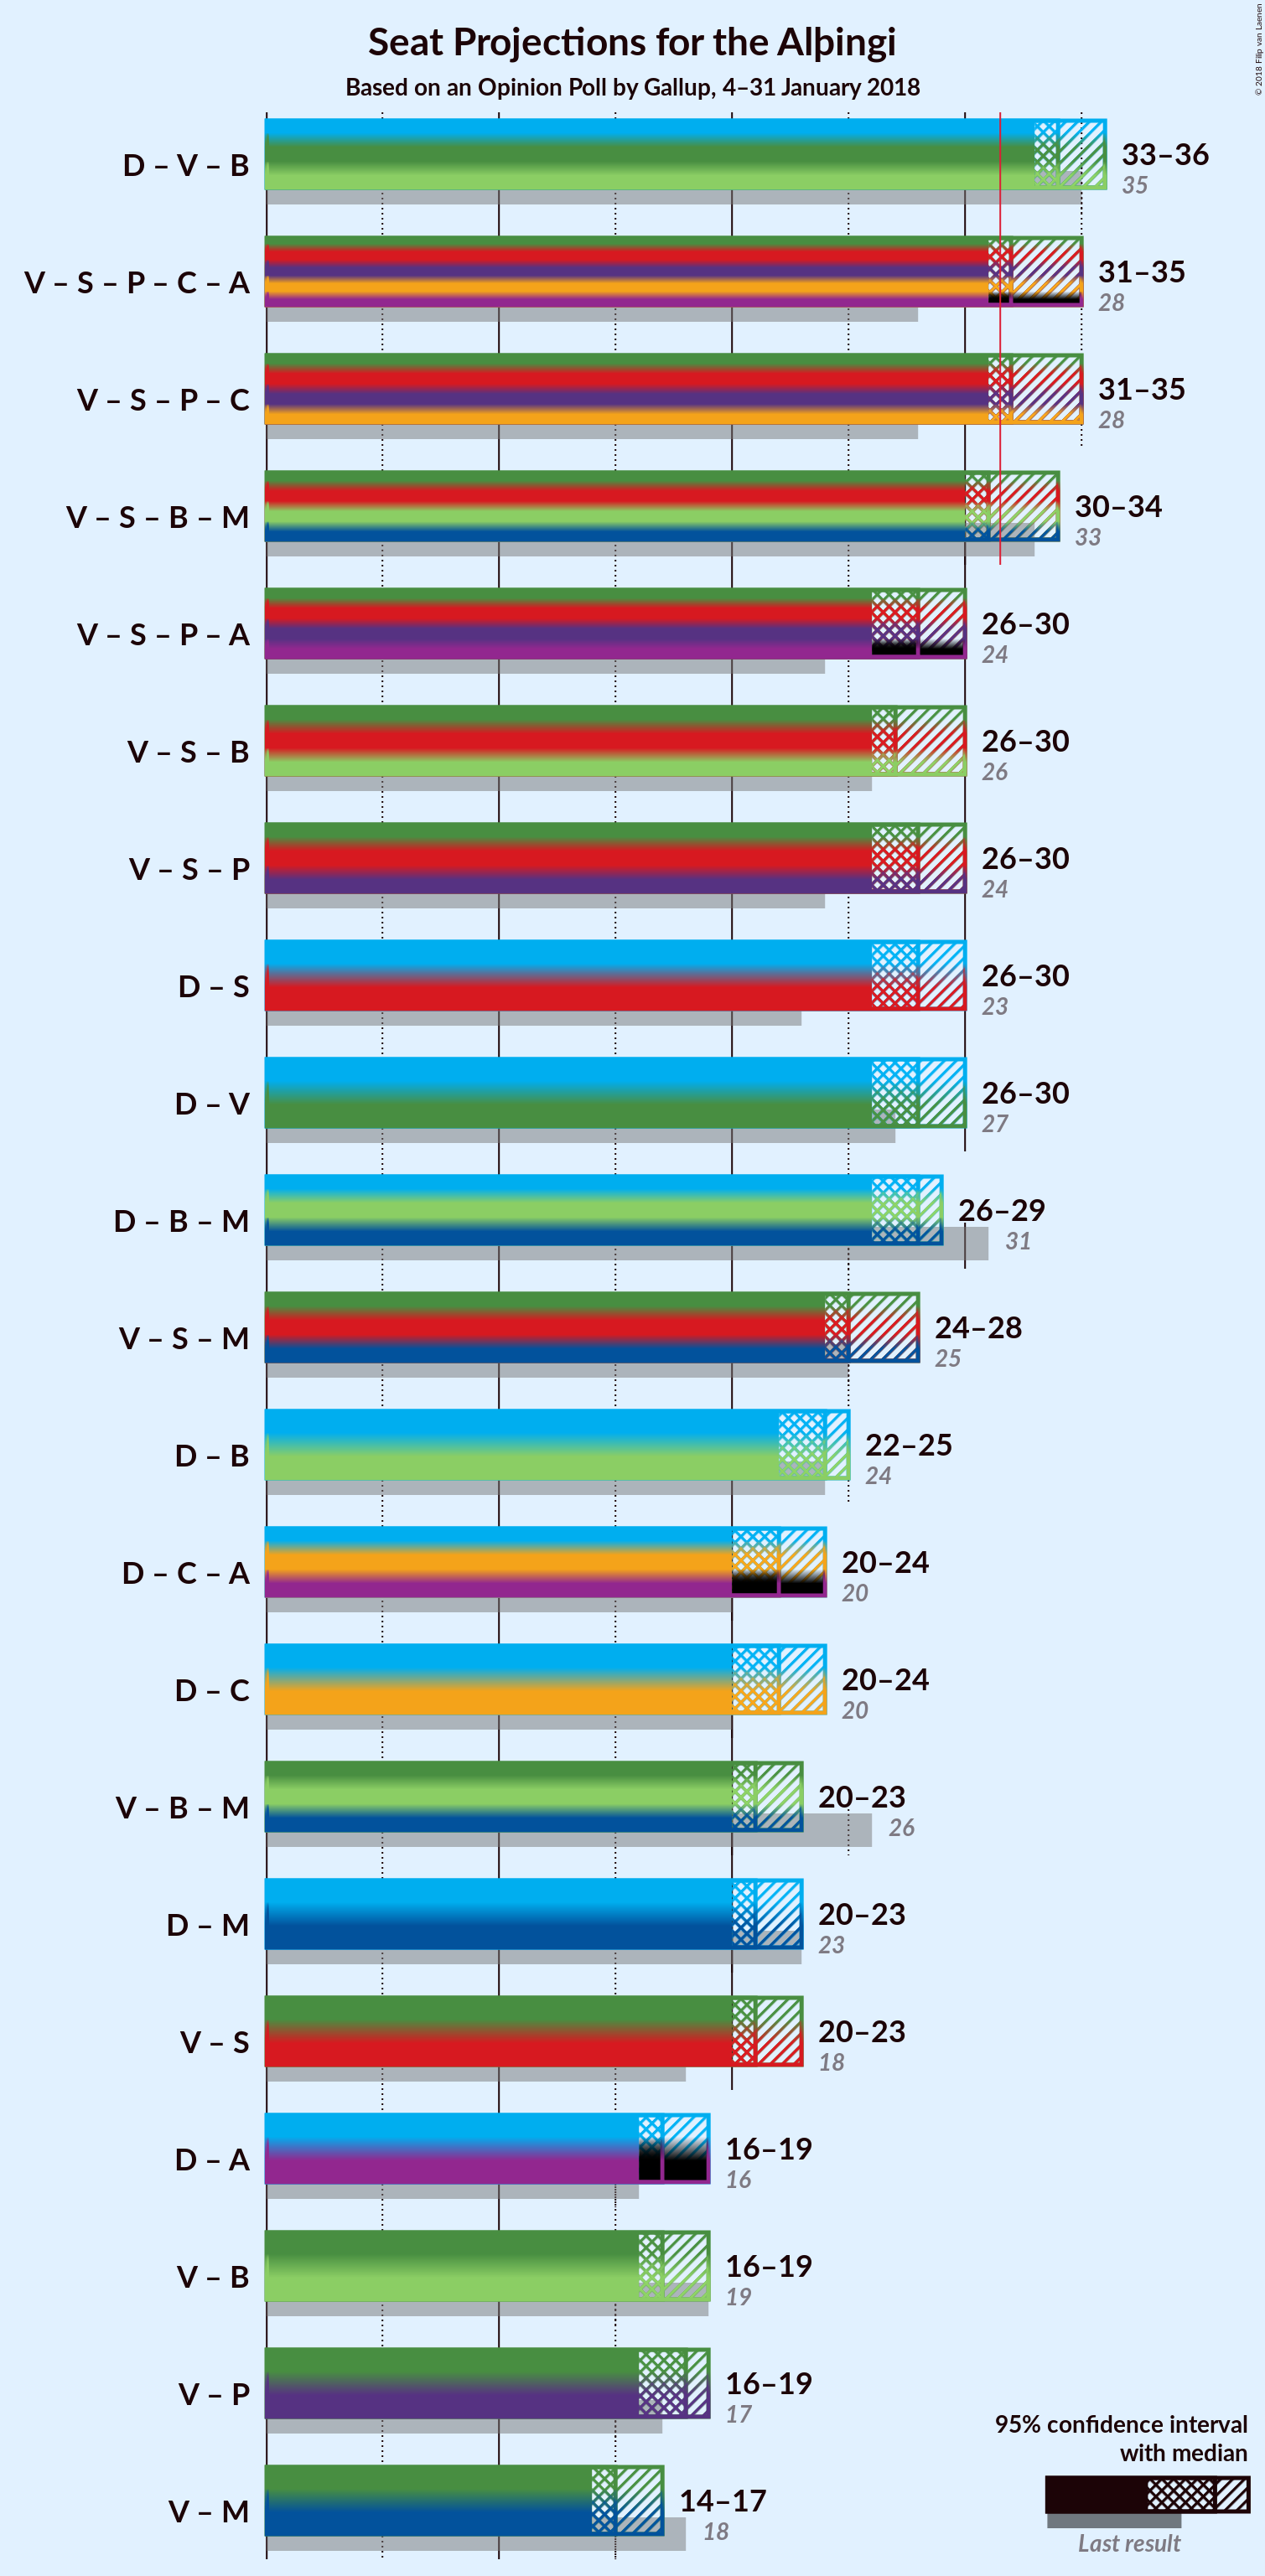 Seat Projections for the Alþingi
Based on an Opinion Poll by Gallup, 4–31 January 2018
© 2018 Filip van Laenen
D – V – B
33–36
35
V – S – P – C – A
31–35
28
V – S – P – C
31–35
28
V – S – B – M
30–34
33
V – S – P – A
26–30
24
V – S – B
26–30
26
V – S – P
26–30
24
D – S
26–30
23
D – V
26–30
27
D – B – M
26–29
31
V – S – M
24–28
25
D – B
22–25
24
D – C – A
20–24
20
D – C
20–24
20
V – B – M
20–23
26
D – M
20–23
23
V – S
20–23
18
D – A
16–19
16
V – B
16–19
19
V – P
16–19
17
V – M
14–17
18
95% confidence interval
with median
Last result